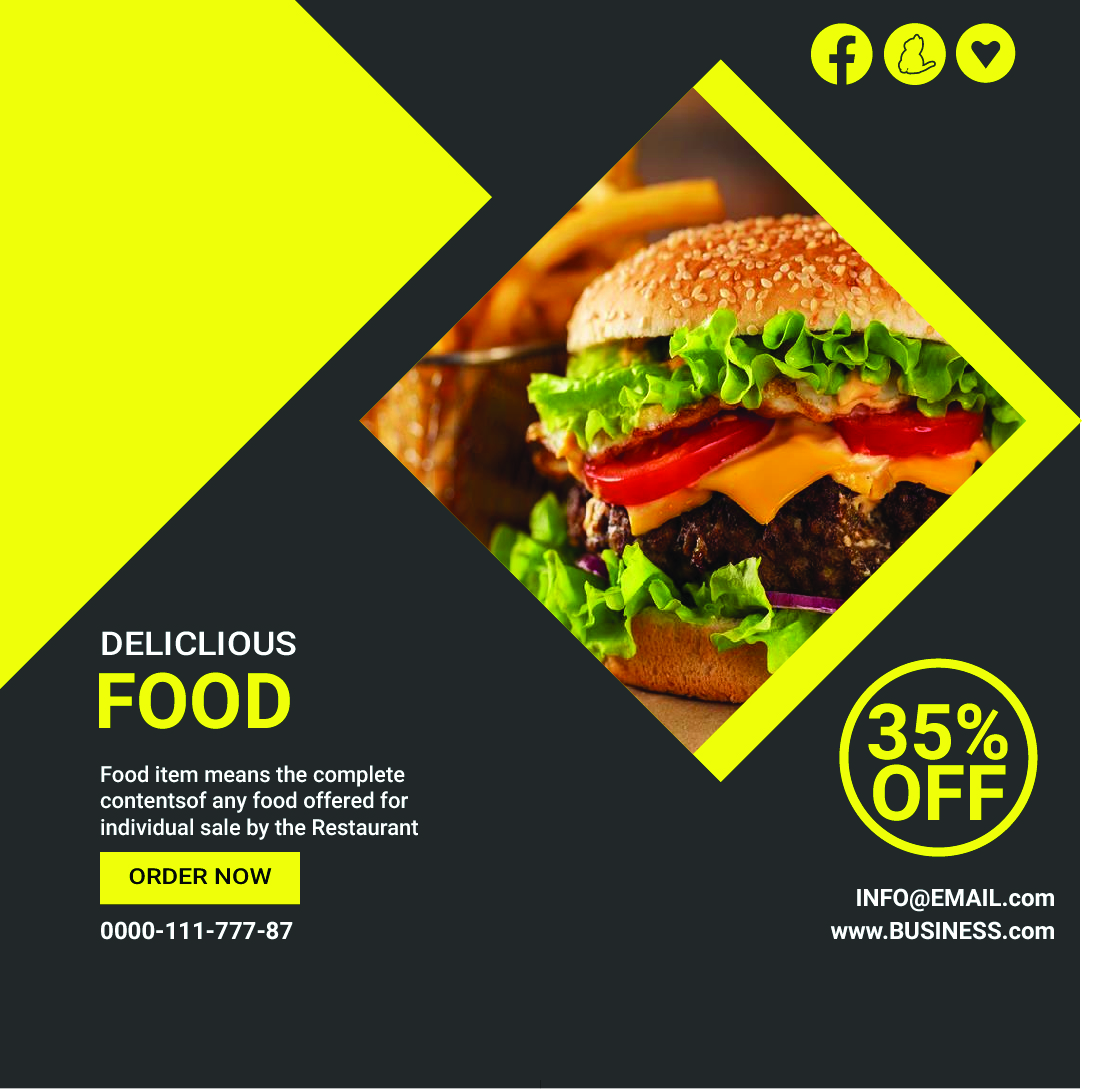 DELICLIOUS
FOOD
Food item means the complete
contentsof any food offered for
individual sale by the Restaurant
ORDER NOW
0000-111-777-87
35%
OFF
INFO@EMAIL.com
www.BUSINESS.com